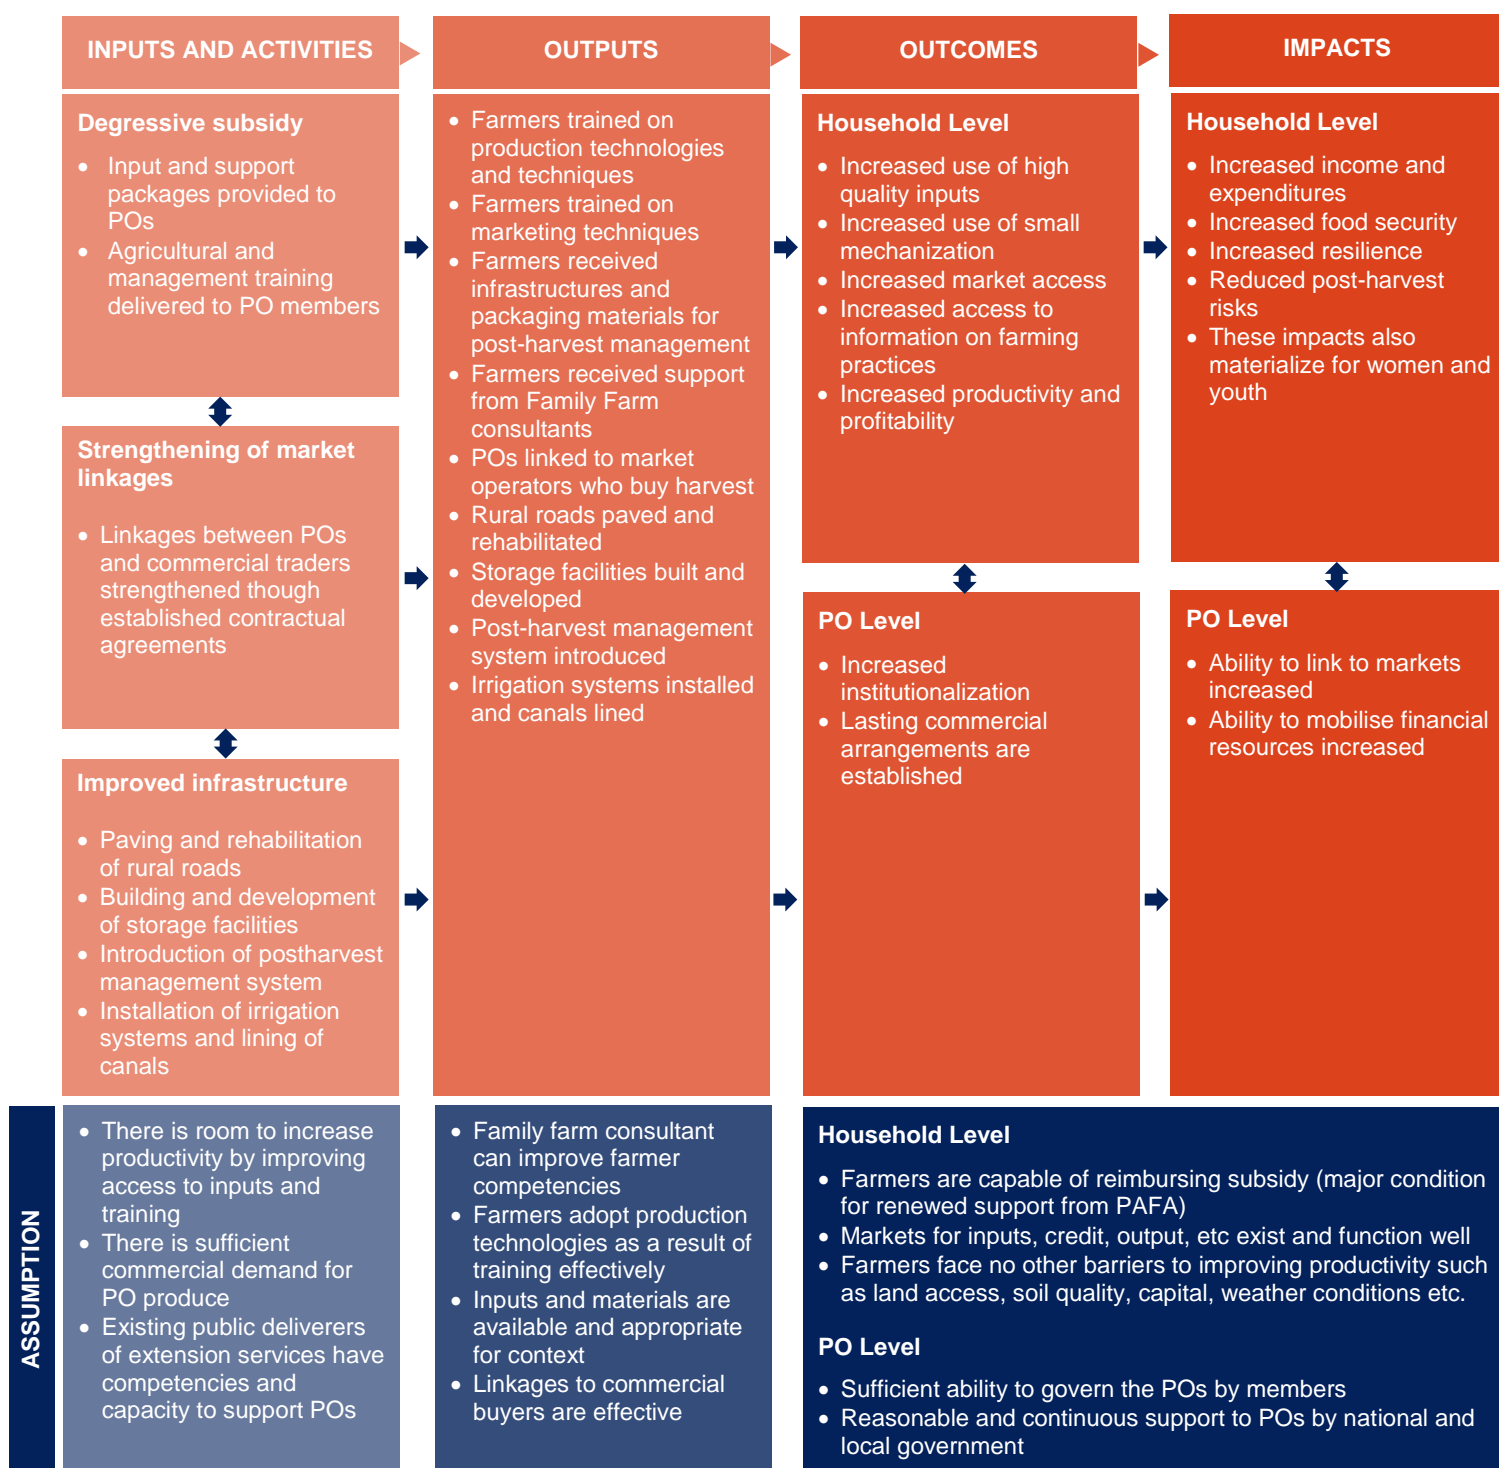 INPUTS AND ACTIVITIES
OUTPUTS
OUTCOMES
IMPACTS
Degressive subsidy
• Input and support
packages provided to
POs
• Agricultural and
management training
delivered to PO members
Strengthening of market
linkages
• Linkages between POs
and commercial traders
strengthened though
established contractual
agreements
Improved infrastructure
• Paving and rehabilitation
of rural roads
• Building and development
of storage facilities
• Introduction of postharvest
management system
• Installation of irrigation
systems and lining of
canals
• Farmers trained on
production technologies
and techniques
• Farmers trained on
marketing techniques
• Farmers received
infrastructures and
packaging materials for
post-harvest management
• Farmers received support
from Family Farm
consultants
• POs linked to market
operators who buy harvest
• Rural roads paved and
rehabilitated
• Storage facilities built and
developed
• Post-harvest management
system introduced
• Irrigation systems installed
and canals lined
Household Level
• Increased use of high
quality inputs
• Increased use of small
mechanization
• Increased market access
• Increased access to
information on farming
practices
• Increased productivity and
profitability
PO Level
• Increased
institutionalization
• Lasting commercial
arrangements are
established
Household Level
• Increased income and
expenditures
• Increased food security
• Increased resilience
• Reduced post-harvest
risks
• These impacts also
materialize for women and
youth
PO Level
• Ability to link to markets
increased
• Ability to mobilise financial
resources increased
ASSUMPTION
• There is room to increase
productivity by improving
access to inputs and
training
• There is sufficient
commercial demand for
PO produce
• Existing public deliverers
of extension services have
competencies and
capacity to support POs
• Family farm consultant
can improve farmer
competencies
• Farmers adopt production
technologies as a result of
training effectively
• Inputs and materials are
available and appropriate
for context
• Linkages to commercial
buyers are effective
Household Level
• Farmers are capable of reimbursing subsidy (major condition
for renewed support from PAFA)
• Markets for inputs, credit, output, etc exist and function well
• Farmers face no other barriers to improving productivity such
as land access, soil quality, capital, weather conditions etc.
PO Level
• Sufficient ability to govern the POs by members
• Reasonable and continuous support to POs by national and
local government